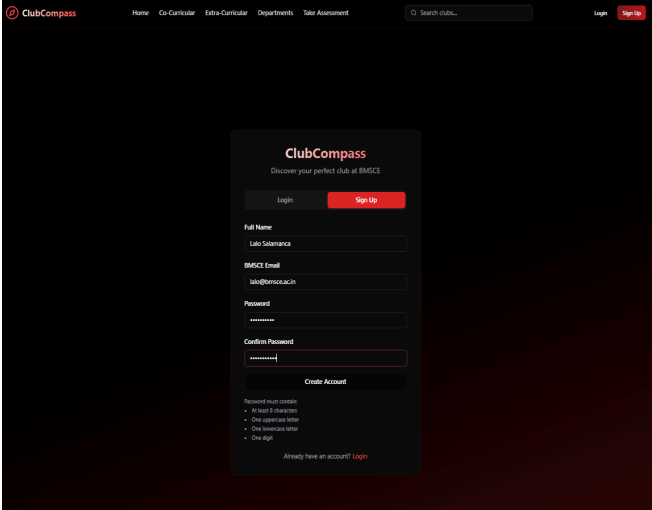 ClubCompass Home Co-Curricular Extra-Curricular Departments Take Assessment Search clubs... Login Sign Up
ClubCompass
Discover your perfect club at BMSCE
Login Sign Up
Full Name
Lalo Salamanca
BMSCE Email
lalo@bmsce.ac.in
Password
••••••••••
Confirm Password
•••••••••••
Create Account
Password must contain:
• At least 8 characters
• One uppercase letter
• One lowercase letter
• One digit
Already have an account? Login